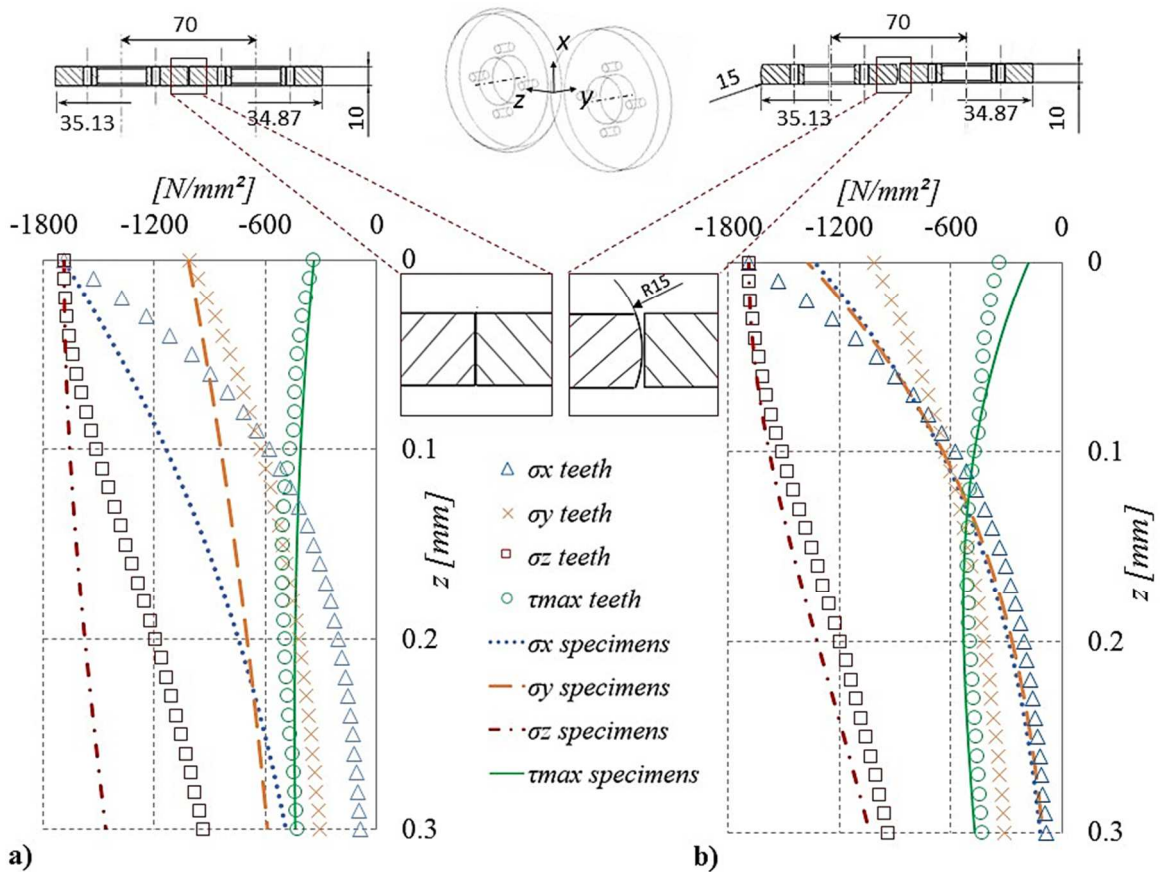 70
35.13
34.87
10
x
z
y
70
15
35.13
34.87
10
[N/mm²]
-1800 -1200 -600 0
[N/mm²]
-1800 -1200 -600 0
0
0.1
0.2
0.3
z [mm]
R15
0
0.1
0.2
0.3
z [mm]
σx teeth
σy teeth
σz teeth
τmax teeth
σx specimens
σy specimens
σz specimens
τmax specimens
a)
b)